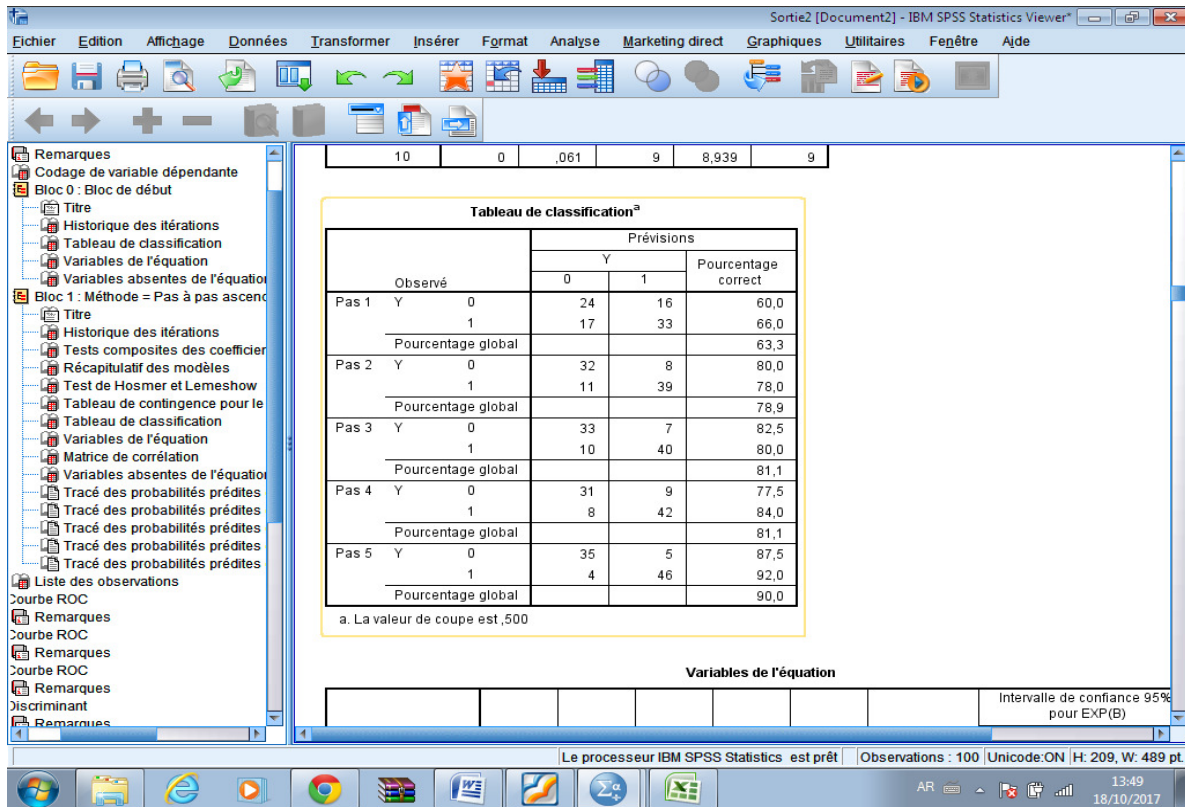 Sortie2 [Document2] - IBM SPSS Statistics Viewer*
Fichier Edition Affichage Données Transformer Insérer Format Analyse Marketing direct Graphiques Utilitaires Fenêtre Aide
Remarques
Codage de variable dépendante
Bloc 0 : Bloc de début
Titre
Historique des itérations
Tableau de classification
Variables de l'équation
Variables absentes de l'équation
Bloc 1 : Méthode = Pas à pas ascend
Titre
Historique des itérations
Tests composites des coefficien
Récapitulatif des modèles
Test de Hosmer et Lemeshow
Tableau de contingence pour le
Tableau de classification
Variables de l'équation
Matrice de corrélation
Variables absentes de l'équation
Tracé des probabilités prédites
Tracé des probabilités prédites
Tracé des probabilités prédites
Tracé des probabilités prédites
Tracé des probabilités prédites
Liste des observations
Courbe ROC
Remarques
Courbe ROC
Remarques
Courbe ROC
Remarques
Discriminant
Remarques
10 0 ,061 9 8,939 9
Tableau de classification^a
Prévisions
Y Pourcentage correct
Observé 0 1
Pas 1 Y 0 24 16 60,0
1 17 33 66,0
Pourcentage global 63,3
Pas 2 Y 0 32 8 80,0
1 11 39 78,0
Pourcentage global 78,9
Pas 3 Y 0 33 7 82,5
1 10 40 80,0
Pourcentage global 81,1
Pas 4 Y 0 31 9 77,5
1 8 42 84,0
Pourcentage global 81,1
Pas 5 Y 0 35 5 87,5
1 4 46 92,0
Pourcentage global 90,0
a. La valeur de coupe est ,500
Variables de l'équation
Intervalle de confiance 95%
pour EXP(B)
Le processeur IBM SPSS Statistics est prêt Observations : 100 Unicode:ON H: 209, W: 489 pt.
AR 13:49
18/10/2017